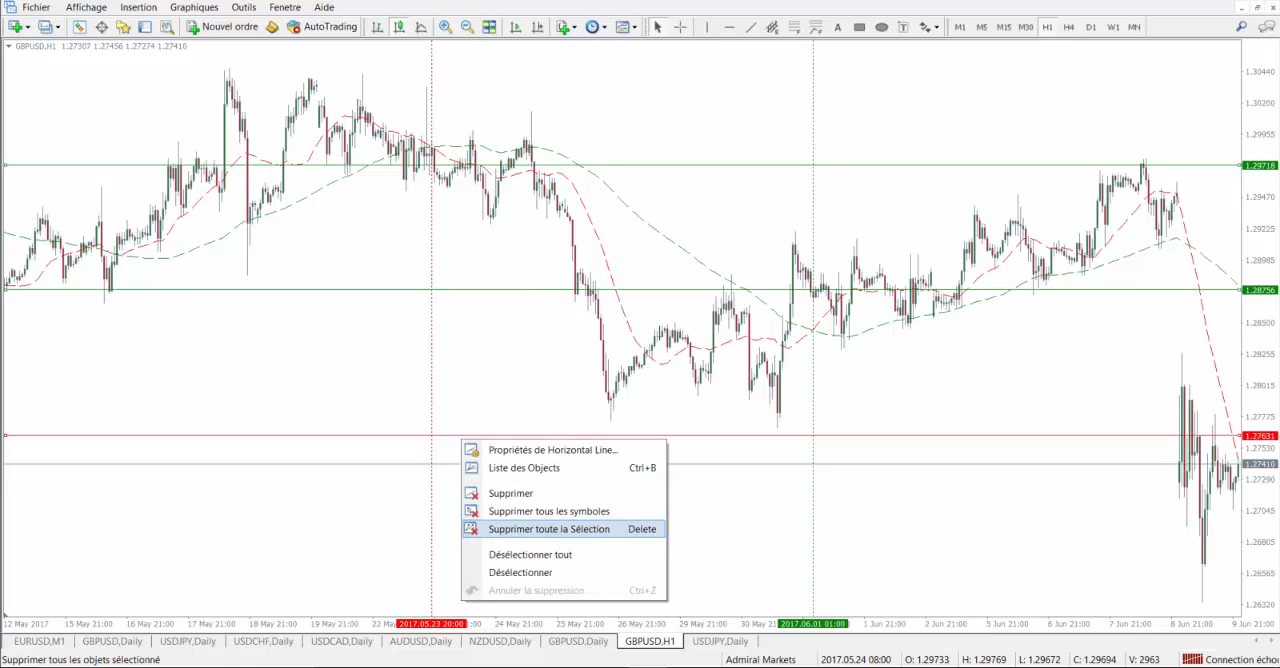 Fichier Affichage Insertion Graphiques Outils Fenetre Aide
Nouvel ordre AutoTrading A T M1 M5 M15 M30 H1 H4 D1 W1 MN
GBPUSD,H1 1.27307 1.27456 1.27274 1.27410
1.30440
1.30200
1.29955
1.29718
1.29470
1.29225
1.28985
1.28756
1.28500
1.28255
1.28015
1.27775
1.27631
1.27530
1.27410
1.27290
1.27045
1.26805
1.26565
1.26320
Propriétés de Horizontal Line...
Liste des Objects Ctrl+B
Supprimer
Supprimer tous les symboles
Supprimer toute la Sélection Delete
Désélectionner tout
Désélectionner
Annuler la suppression Ctrl+Z
12 May 2017 15 May 21:00 16 May 21:00 17 May 21:00 18 May 21:00 19 May 21:00 22 May 2017.05.23 20:00 24 May 21:00 25 May 21:00 26 May 21:00 29 May 21:00 30 May 21 2017.06.01 01:00 1 Jun 21:00 2 Jun 21:00 5 Jun 21:00 6 Jun 21:00 7 Jun 21:00 8 Jun 21:00 9 Jun 21:00
EURUSD,M1 GBPUSD,Daily USDJPY,Daily USDCHF,Daily USDCAD,Daily AUDUSD,Daily NZDUSD,Daily GBPUSD,Daily GBPUSD,H1 USDJPY,Daily
Supprimer tous les objets sélectionné Admiral Markets 2017.05.24 08:00 O: 1.29733 H: 1.29769 L: 1.29672 C: 1.29694 V: 2963 Connection écho